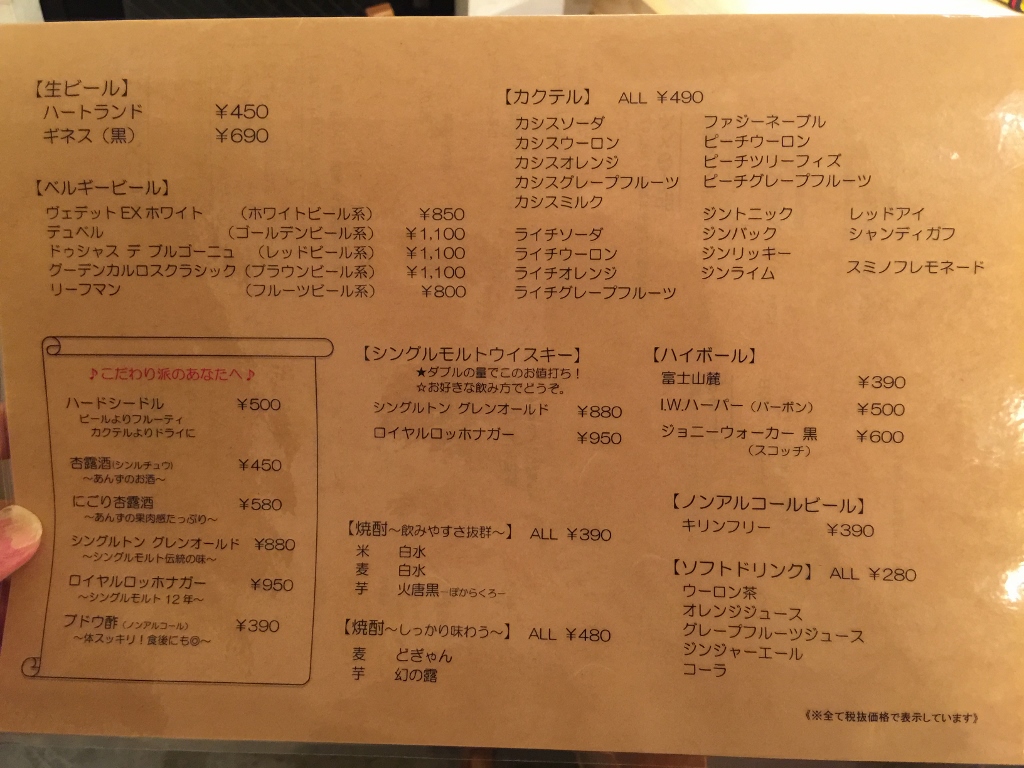 【生ビール】
ハートランド ¥450
ギネス（黒） ¥690
【ベルギービール】
ヴェデット EX ホワイト （ホワイトビール系） ¥850
デュベル （ゴールデンビール系） ¥1,100
ドゥシャス デ ブルゴーニュ （レッドビール系） ¥1,100
グーデンカルロスクラシック（ブラウンビール系） ¥1,100
リーフマン （フルーツビール系） ¥800
【カクテル】 ALL ¥490
カシスソーダ
カシスウーロン
カシスオレンジ
カシスグレープフルーツ
カシスミルク
ライチソーダ
ライチウーロン
ライチオレンジ
ライチグレープフルーツ
ファジーネーブル
ピーチウーロン
ピーチツリーフィズ
ピーチグレープフルーツ
ジントニック
ジンバック
ジンリッキー
ジンライム
レッドアイ
シャンディガフ
スミノフレモネード
♪こだわり派のあなたへ♪
ハードシードル ¥500
ビールよりフルーティ
カクテルよりドライに
杏露酒(シンルチュウ) ¥450
～あんずのお酒～
にごり杏露酒 ¥580
～あんずの果肉感たっぷり～
シングルトン グレンオールド ¥880
～シングルモルト伝統の味～
ロイヤルロッホナガー ¥950
～シングルモルト 12 年～
ブドウ酢（ノンアルコール） ¥390
～体スッキリ！食後にも◎～
【シングルモルトウイスキー】
★ダブルの量でこのお値打ち！
☆お好きな飲み方でどうぞ。
シングルトン グレンオールド ¥880
ロイヤルロッホナガー ¥950
【焼酎～飲みやすさ抜群～】 ALL ¥390
米 白水
麦 白水
芋 火唐黒―ぽからくろ―
【焼酎～しっかり味わう～】 ALL ¥480
麦 どぎゃん
芋 幻の露
【ハイボール】
富士山麓 ¥390
I.W.ハーパー（バーボン） ¥500
ジョニーウォーカー 黒 ¥600
（スコッチ）
【ノンアルコールビール】
キリンフリー ¥390
【ソフトドリンク】 ALL ¥280
ウーロン茶
オレンジジュース
グレープフルーツジュース
ジンジャーエール
コーラ
《※全て税抜価格で表示しています》